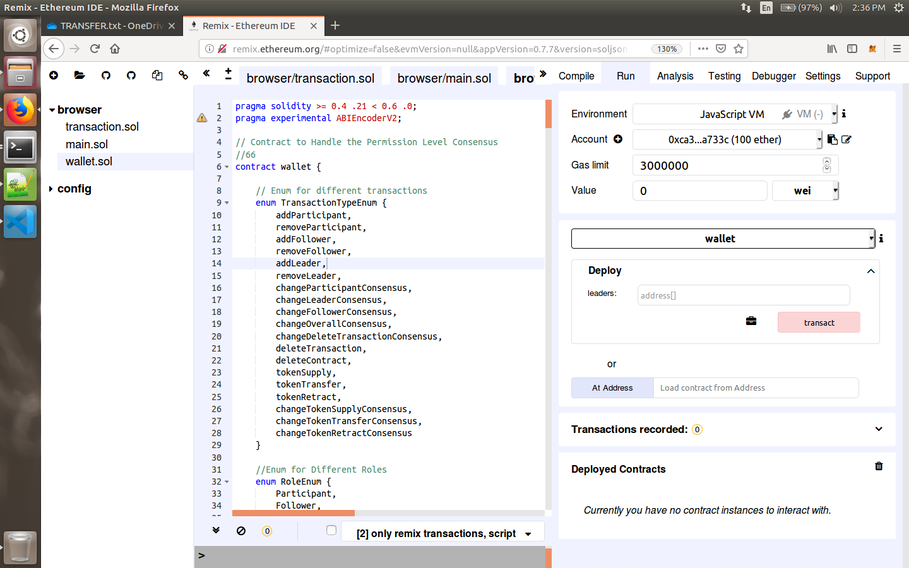 Remix - Ethereum IDE - Mozilla Firefox
En (97%) 2:36 PM
TRANSFER.txt - OneDriv
Remix - Ethereum IDE
remix.ethereum.org/#optimize=false&evmVersion=null&appVersion=0.7.7&version=soljson
130%
browser/transaction.sol
browser/main.sol
bro
Compile
Run
Analysis
Testing
Debugger
Settings
Support
browser
transaction.sol
main.sol
wallet.sol
config
1 pragma solidity >= 0.4 .21 < 0.6 .0;
2 pragma experimental ABIEncoderV2;
3
4 // Contract to Handle the Permission Level Consensus
5 //66
6 contract wallet {
7
8 // Enum for different transactions
9 enum TransactionTypeEnum {
10 addParticipant,
11 removeParticipant,
12 addFollower,
13 removeFollower,
14 addLeader,
15 removeLeader,
16 changeParticipantConsensus,
17 changeLeaderConsensus,
18 changeFollowerConsensus,
19 changeOverallConsensus,
20 changeDeleteTransactionConsensus,
21 deleteTransaction,
22 deleteContract,
23 tokenSupply,
24 tokenTransfer,
25 tokenRetract,
26 changeTokenSupplyConsensus,
27 changeTokenTransferConsensus,
28 changeTokenRetractConsensus
29 }
30
31 //Enum for Different Roles
32 enum RoleEnum {
33 Participant,
34 Follower,
0
[2] only remix transactions, script
>
Environment JavaScript VM VM (-)
Account 0xca3...a733c (100 ether)
Gas limit 3000000
Value 0 wei
wallet
Deploy
leaders: address[]
transact
or
At Address Load contract from Address
Transactions recorded: 0
Deployed Contracts
Currently you have no contract instances to interact with.